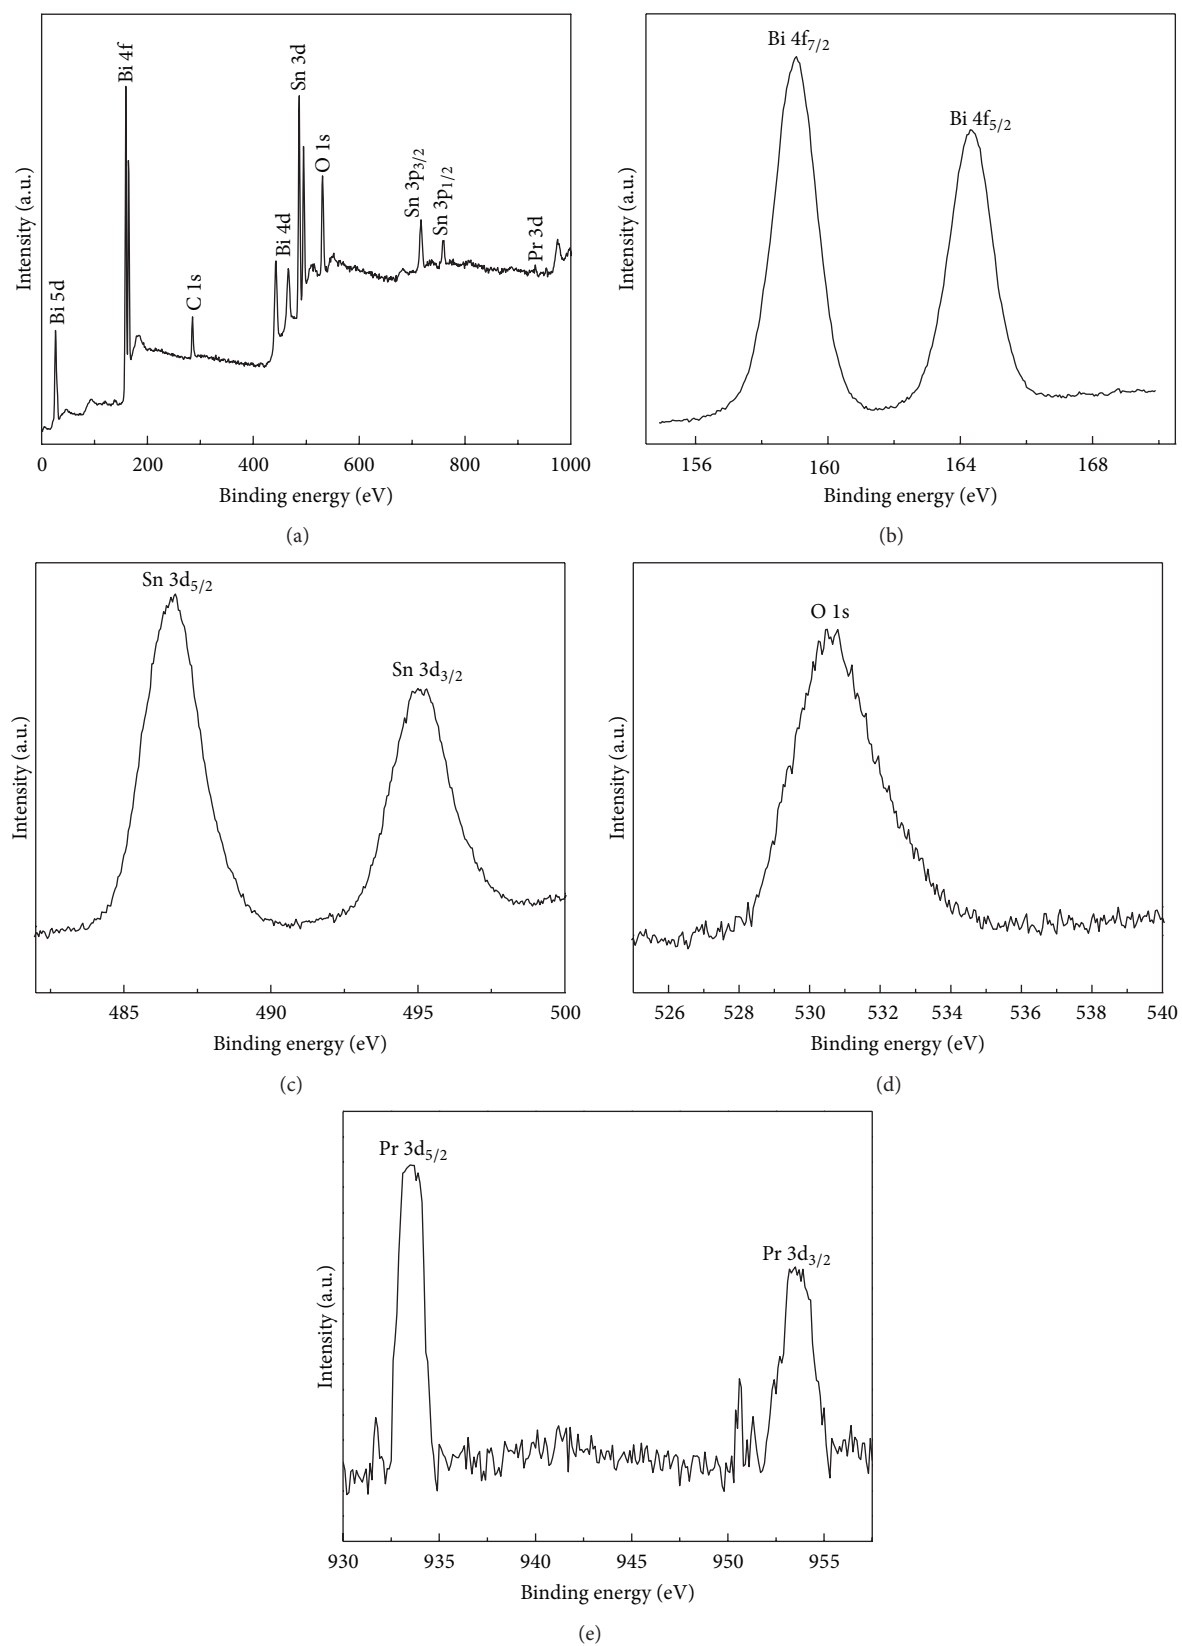 Bi 5d
Bi 4f
C 1s
Bi 4d
Sn 3d
O 1s
Sn 3p3/2
Sn 3p1/2
Pr 3d
Intensity (a.u.)
0 200 400 600 800 1000
Binding energy (eV)
(a)
Bi 4f7/2
Bi 4f5/2
Intensity (a.u.)
156 160 164 168
Binding energy (eV)
(b)
Sn 3d5/2
Sn 3d3/2
Intensity (a.u.)
485 490 495 500
Binding energy (eV)
(c)
O 1s
Intensity (a.u.)
526 528 530 532 534 536 538 540
Binding energy (eV)
(d)
Pr 3d5/2
Pr 3d3/2
Intensity (a.u.)
930 935 940 945 950 955
Binding energy (eV)
(e)